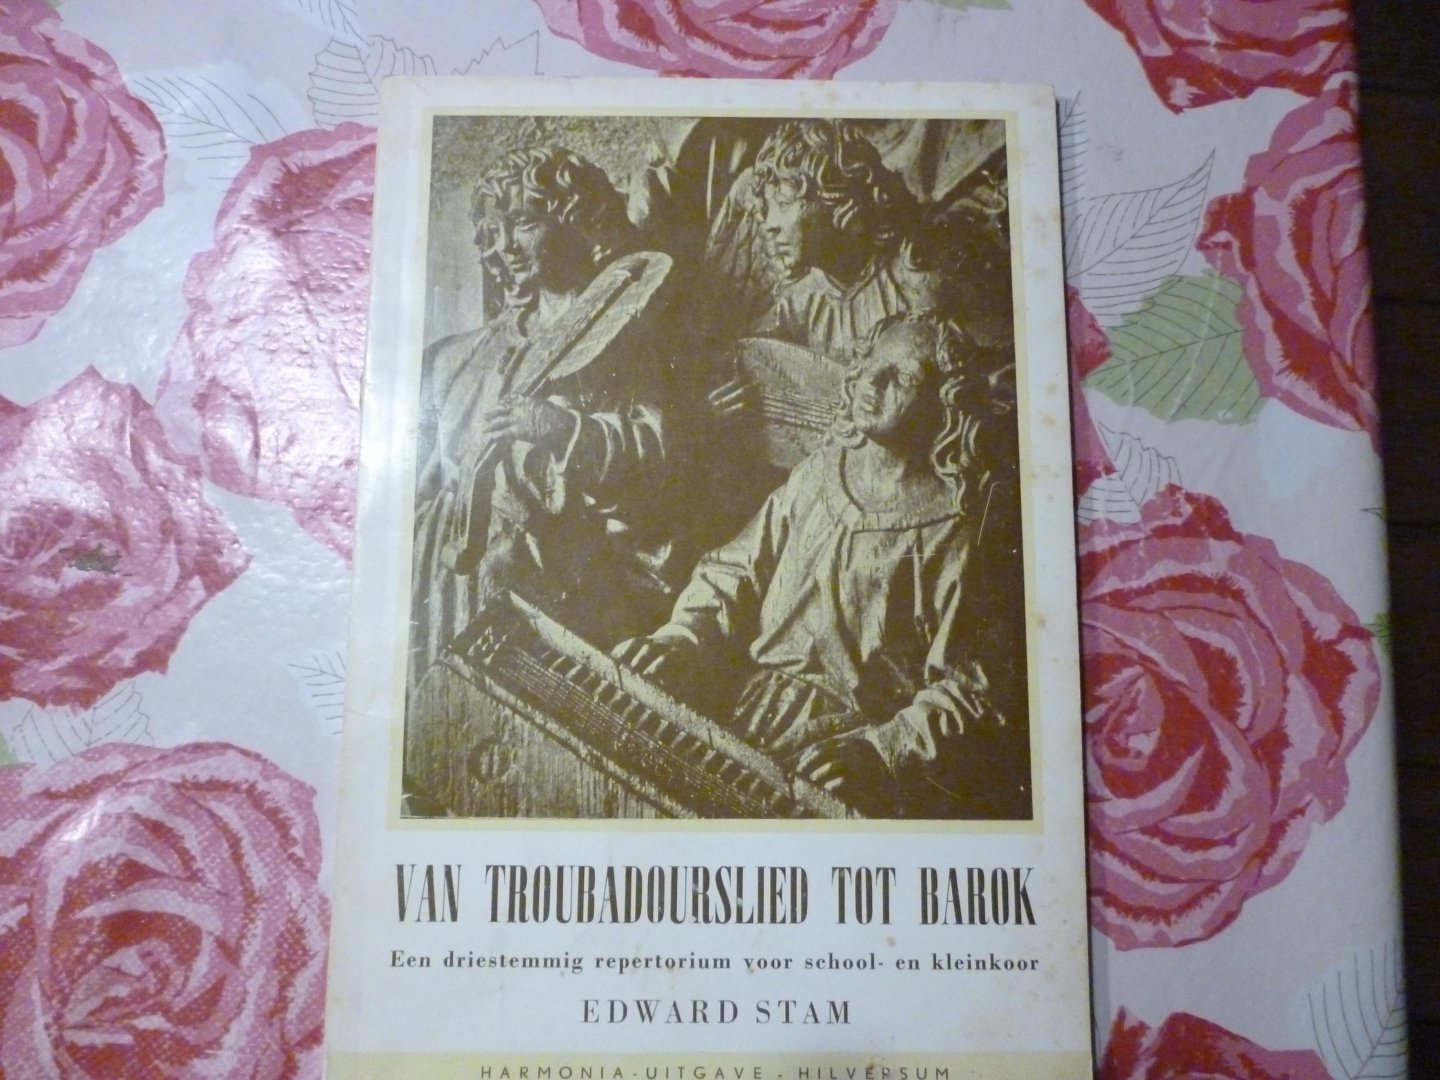 VAN TROUBADOURSLIED TOT BAROK
Een driestemmig repertorium voor school- en kleinkoor
EDWARD STAM
HARMONIA-UITGAVE - HILVERSUM